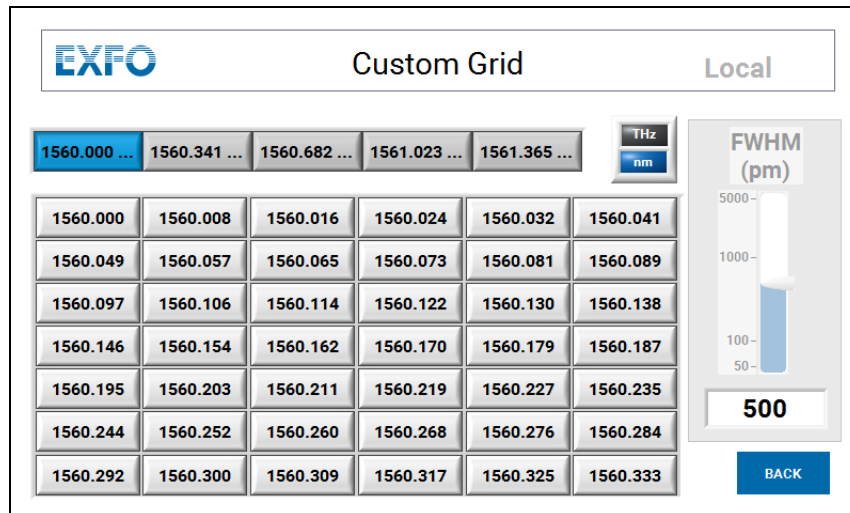 EXFO Custom Grid Local
1560.000 ... 1560.341 ... 1560.682 ... 1561.023 ... 1561.365 ...
THz
nm
FWHM
(pm)
5000
1000
100
50
500
1560.000 1560.008 1560.016 1560.024 1560.032 1560.041
1560.049 1560.057 1560.065 1560.073 1560.081 1560.089
1560.097 1560.106 1560.114 1560.122 1560.130 1560.138
1560.146 1560.154 1560.162 1560.170 1560.179 1560.187
1560.195 1560.203 1560.211 1560.219 1560.227 1560.235
1560.244 1560.252 1560.260 1560.268 1560.276 1560.284
1560.292 1560.300 1560.309 1560.317 1560.325 1560.333
BACK